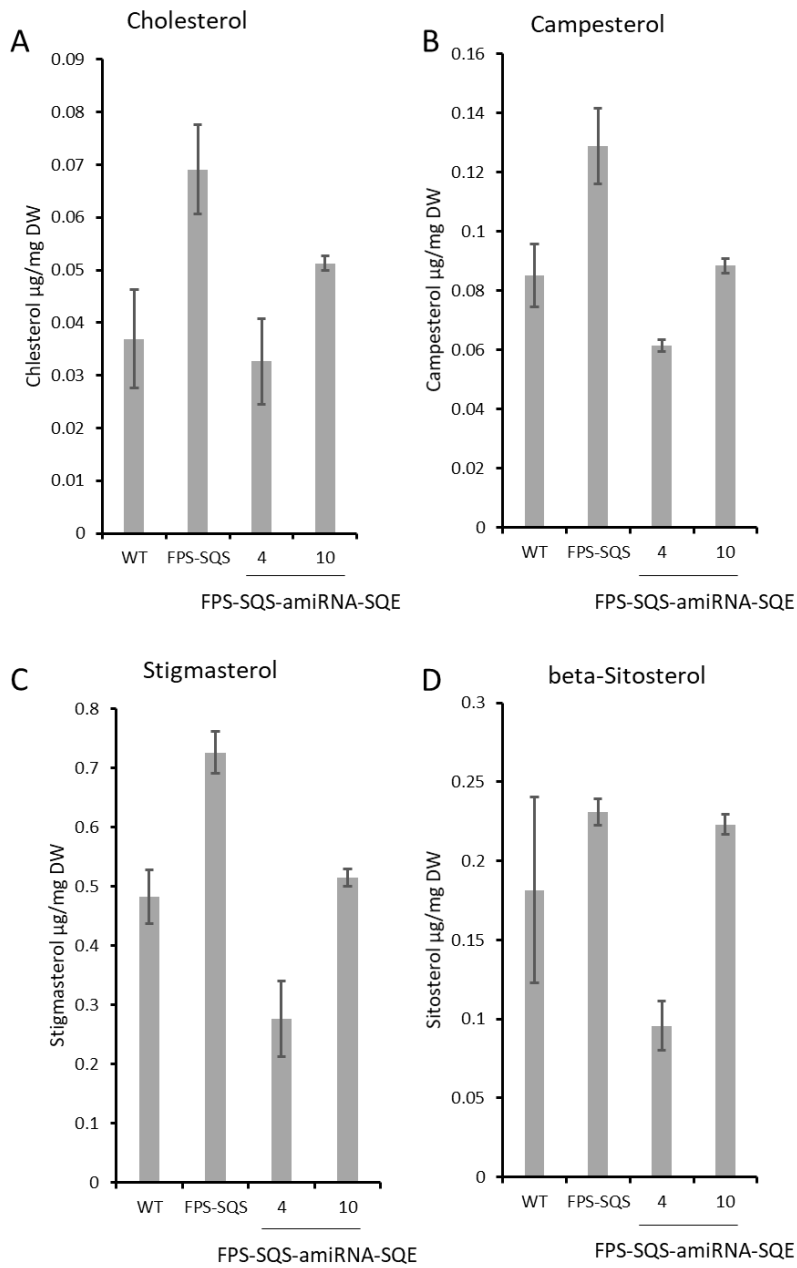 A
Cholesterol
Chlesterol µg/mg DW
0.09
0.08
0.07
0.06
0.05
0.04
0.03
0.02
0.01
0
WT FPS-SQS 4 10
FPS-SQS-amiRNA-SQE
B
Campesterol
Campesterol µg/mg DW
0.16
0.14
0.12
0.1
0.08
0.06
0.04
0.02
0
WT FPS-SQS 4 10
FPS-SQS-amiRNA-SQE
C
Stigmasterol
Stigmasterol µg/mg DW
0.8
0.7
0.6
0.5
0.4
0.3
0.2
0.1
0
WT FPS-SQS 4 10
FPS-SQS-amiRNA-SQE
D
beta-Sitosterol
Sitosterol µg/mg DW
0.3
0.25
0.2
0.15
0.1
0.05
0
WT FPS-SQS 4 10
FPS-SQS-amiRNA-SQE